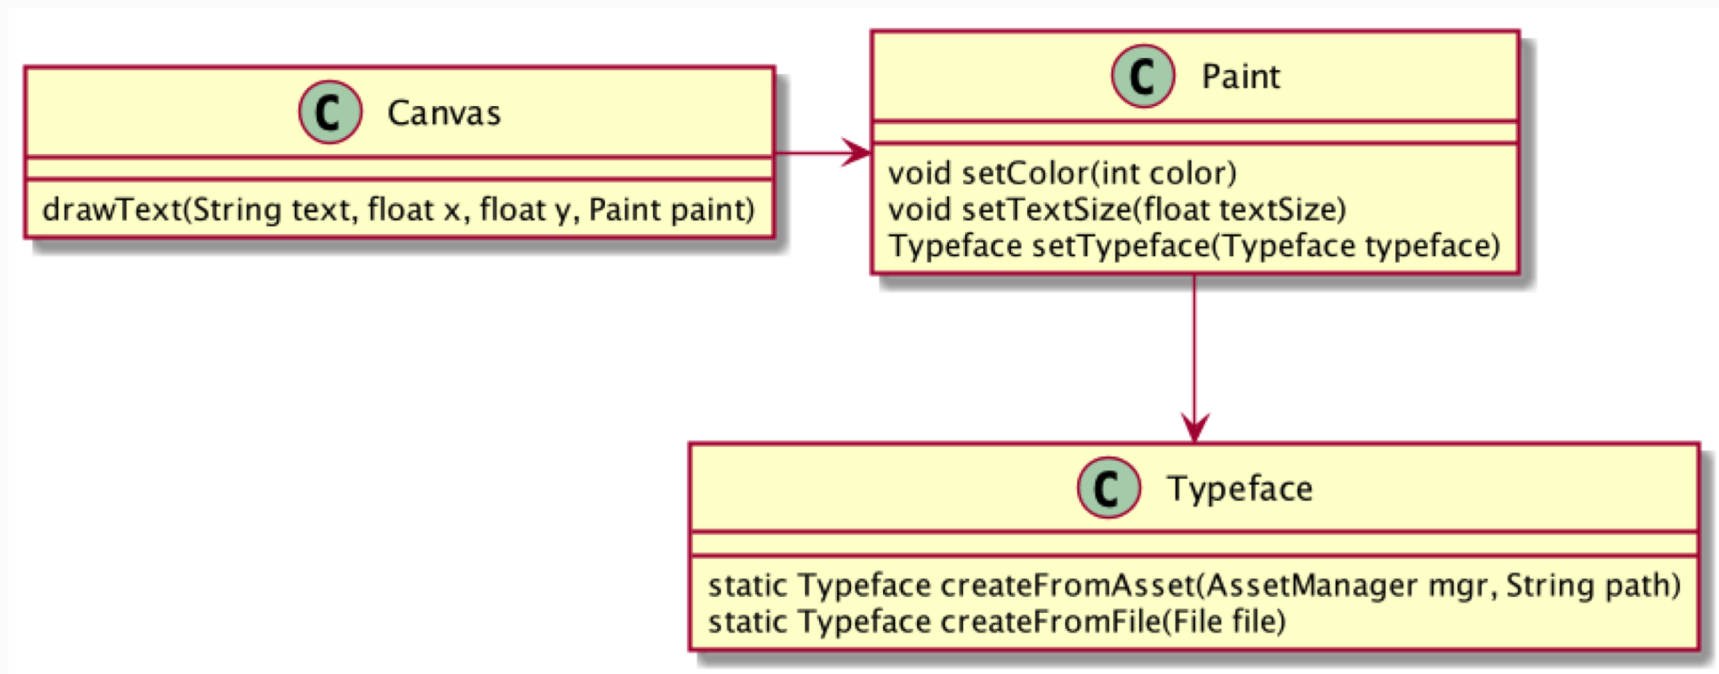 C Canvas
drawText(String text, float x, float y, Paint paint)
C Paint
void setColor(int color)
void setTextSize(float textSize)
Typeface setTypeface(Typeface typeface)
C Typeface
static Typeface createFromAsset(AssetManager mgr, String path)
static Typeface createFromFile(File file)